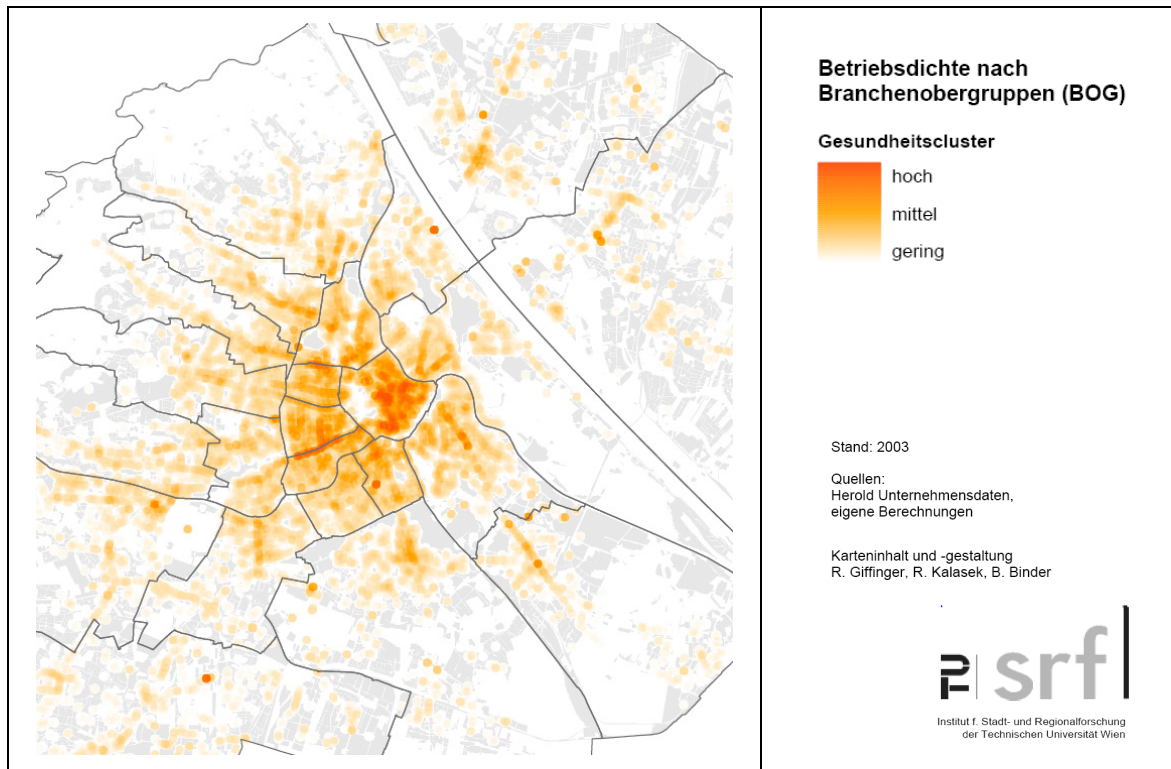 Betriebsdichte nach
Branchenobergruppen (BOG)
Gesundheitscluster
hoch
mittel
gering
Stand: 2003
Quellen:
Herold Unternehmensdaten,
eigene Berechnungen
Karteninhalt und -gestaltung
R. Giffinger, R. Kalasek, B. Binder
srf
Institut f. Stadt- und Regionalforschung
der Technischen Universität Wien